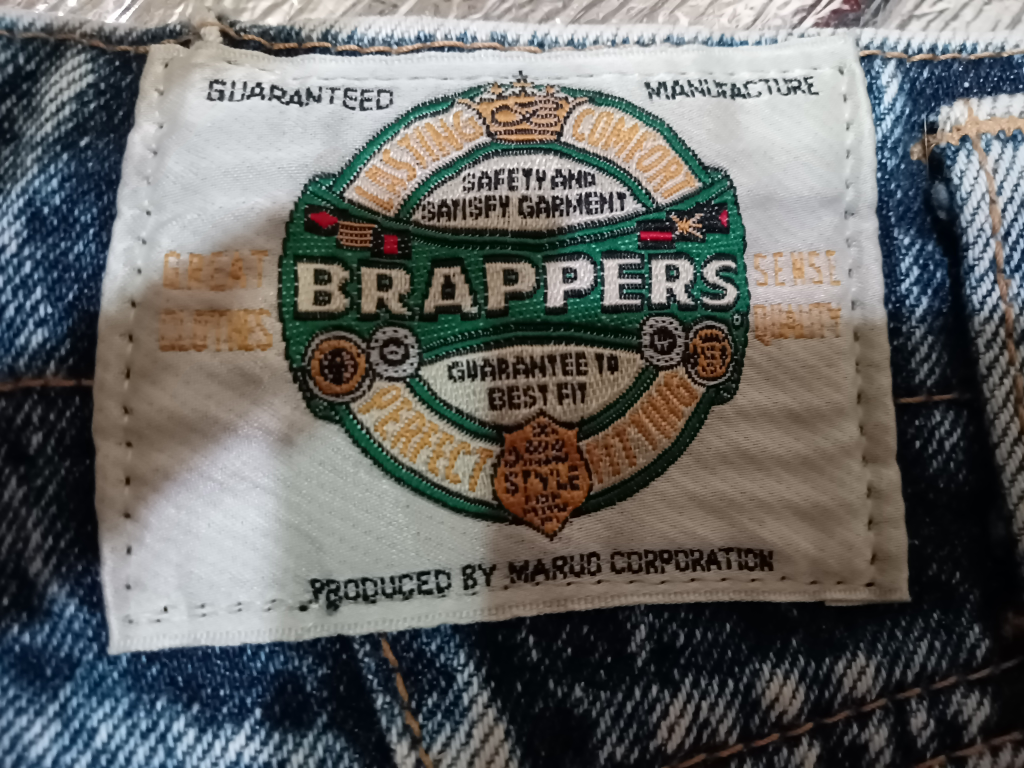 GUARANTEED MANUFACTURE
LASTING COMFORT
SAFETY AND
SATISFY GARMENT
GREAT SENSE
BRAPPERS
CLOTHES QUALITY
GUARANTEE TO
BEST FIT
PERFECT FITTING
STYLE
PRODUCED BY MARUO CORPORATION